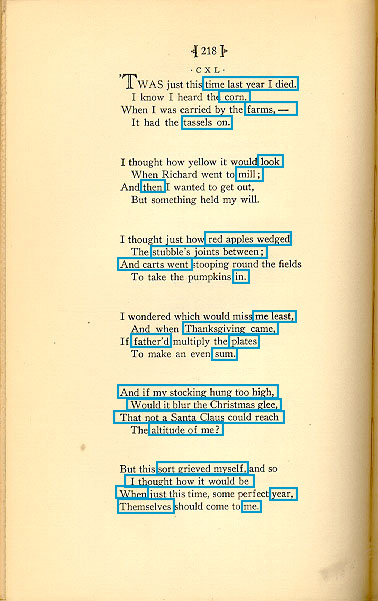 218
· C X L ·
'TWAS just this time last year I died.
I know I heard the corn,
When I was carried by the farms, —
It had the tassels on.
I thought how yellow it would look
When Richard went to mill;
And then I wanted to get out,
But something held my will.
I thought just how red apples wedged
The stubble's joints between;
And carts went stooping round the fields
To take the pumpkins in.
I wondered which would miss me least,
And when Thanksgiving came,
If father'd multiply the plates
To make an even sum.
And if my stocking hung too high,
Would it blur the Christmas glee,
That not a Santa Claus could reach
The altitude of me?
But this sort grieved myself, and so
I thought how it would be
When just this time, some perfect year,
Themselves should come to me.